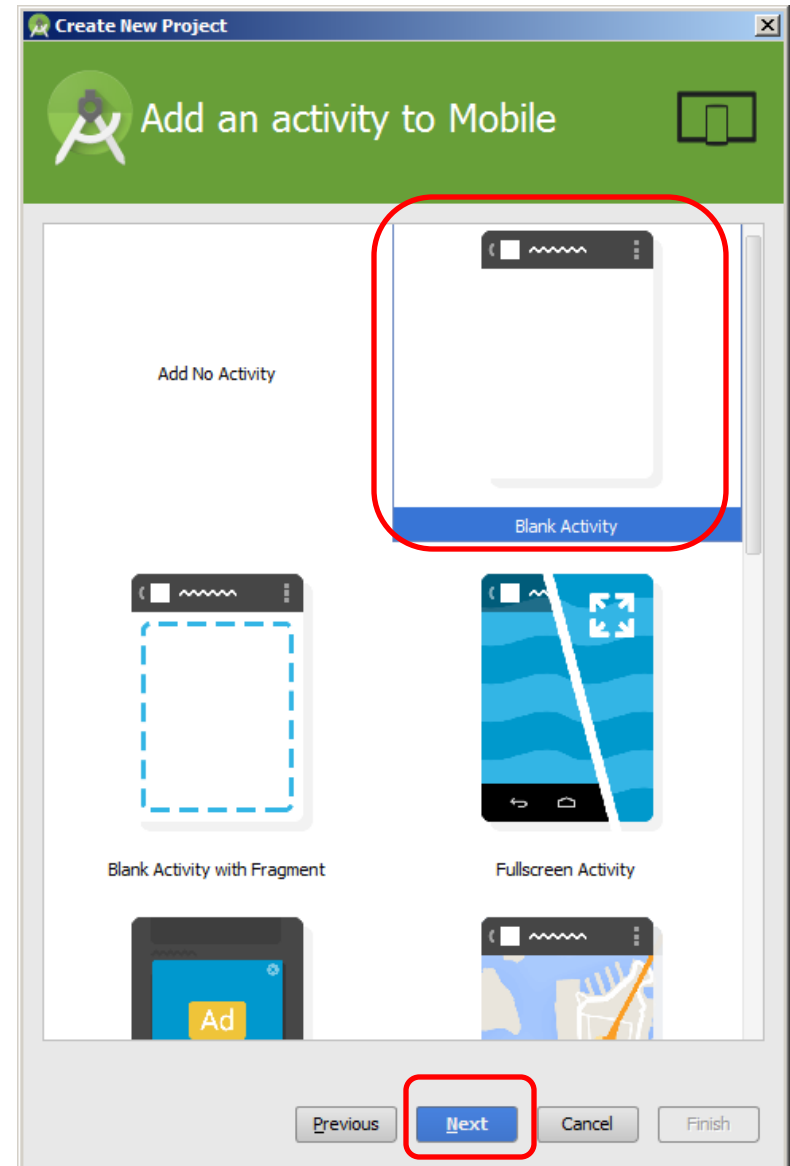 Create New Project
Add an activity to Mobile
Add No Activity
Blank Activity
Blank Activity with Fragment
Fullscreen Activity
Ad
Previous
Next
Cancel
Finish